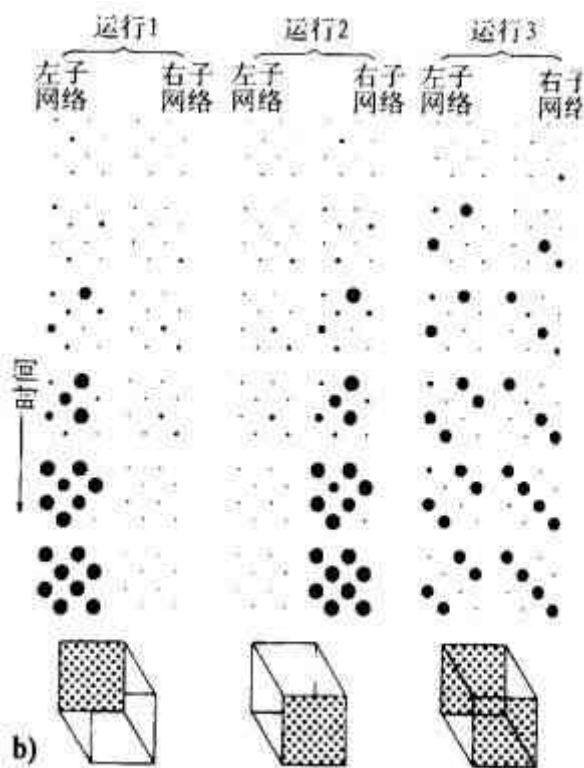 运行1 运行2 运行3
左子 右子 左子 右子 左子 右子
网络 网络 网络 网络 网络 网络
时间
b)